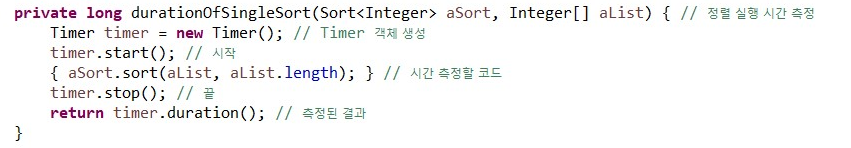 private long durationOfSingleSort(Sort<Integer> aSort, Integer[] aList) { // 정렬 실행 시간 측정
    Timer timer = new Timer(); // Timer 객체 생성
    timer.start(); // 시작
    { aSort.sort(aList, aList.length); } // 시간 측정할 코드
    timer.stop(); // 끝
    return timer.duration(); // 측정된 결과
}